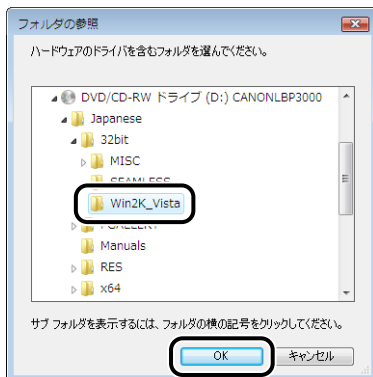 フォルダの参照
ハードウェアのドライバを含むフォルダを選んでください。
DVD/CD-RW ドライブ (D:) CANONLBP3000
Japanese
32bit
MISC
SEAMLESS
Win2K_Vista
Manuals
RES
x64
サブ フォルダを表示するには、フォルダの横の記号をクリックしてください。
OK キャンセル